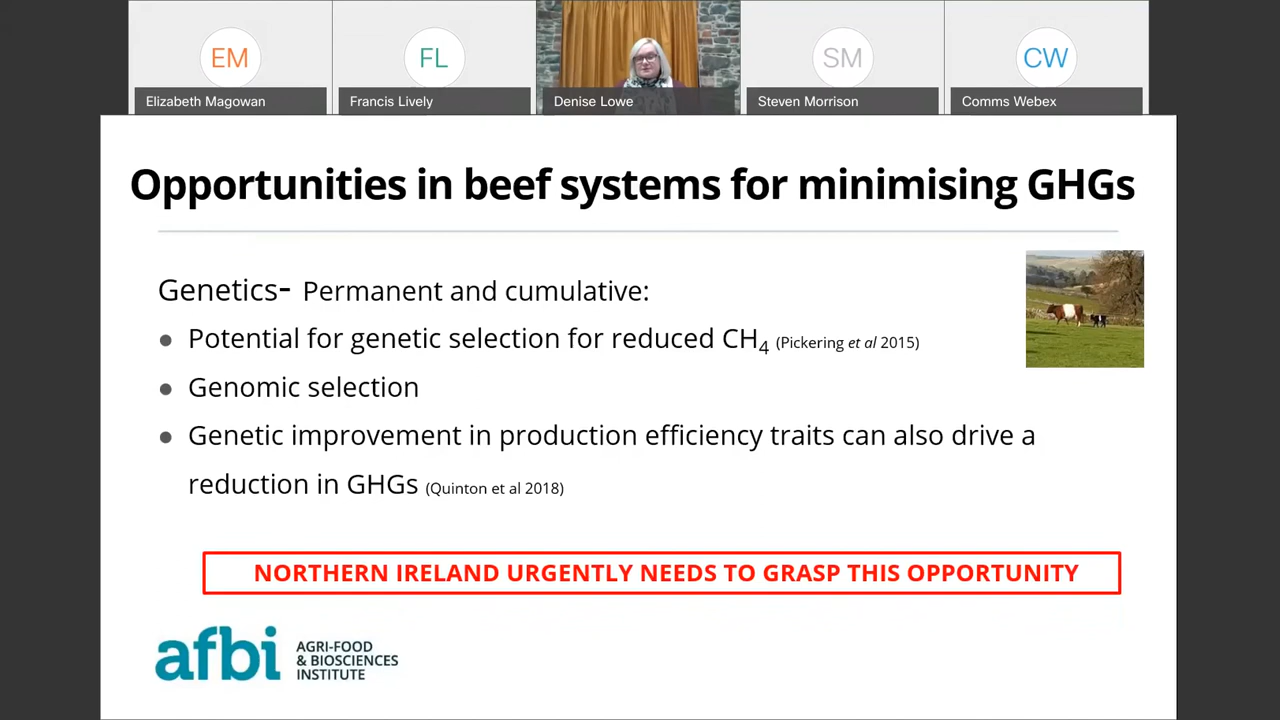 EM
FL
SM
CW
Elizabeth Magowan
Francis Lively
Denise Lowe
Steven Morrison
Comms Webex
Opportunities in beef systems for minimising GHGs
Genetics- Permanent and cumulative:
● Potential for genetic selection for reduced CH₄ (Pickering et al 2015)
● Genomic selection
● Genetic improvement in production efficiency traits can also drive a
reduction in GHGs (Quinton et al 2018)
NORTHERN IRELAND URGENTLY NEEDS TO GRASP THIS OPPORTUNITY
afbi
AGRI-FOOD
& BIOSCIENCES
INSTITUTE